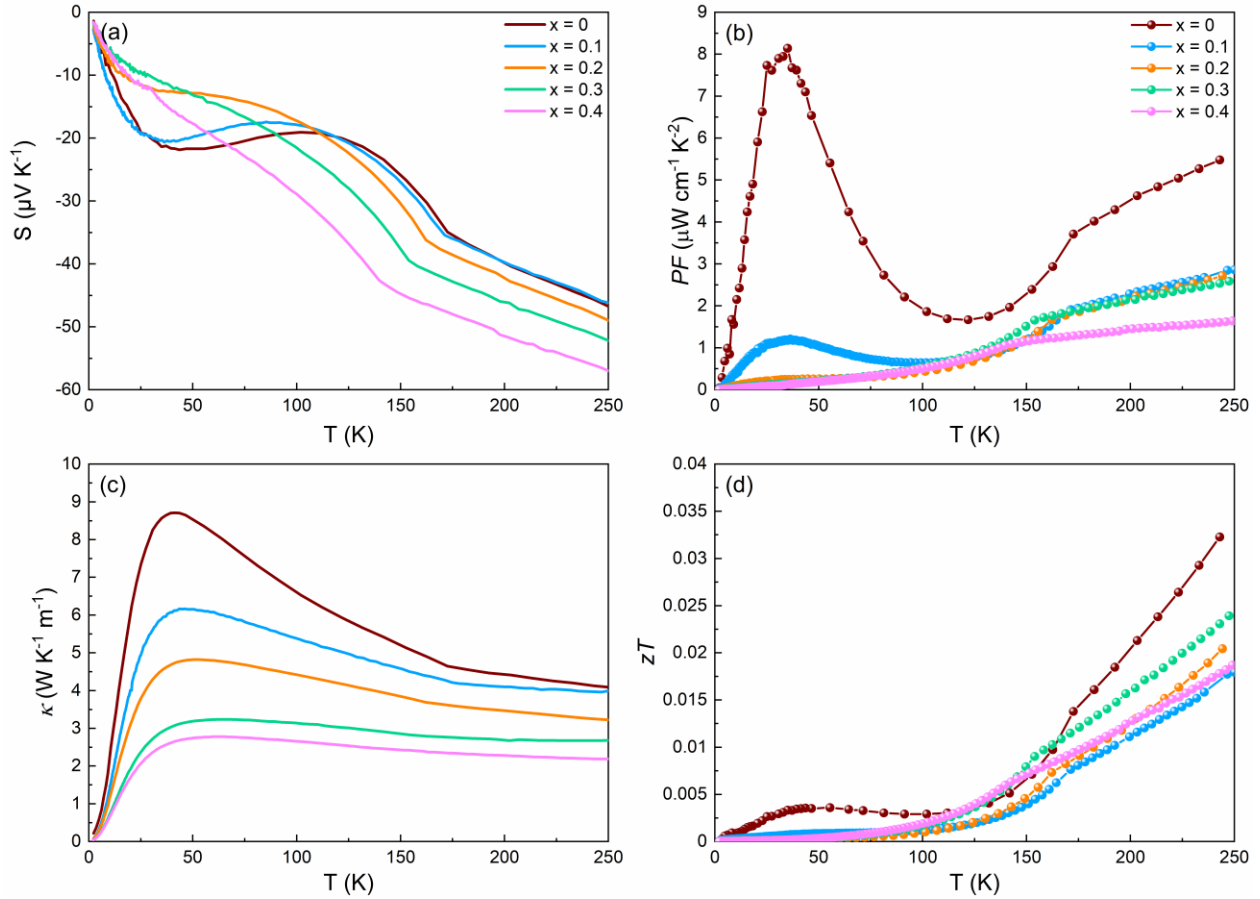 (a)
x = 0
x = 0.1
x = 0.2
x = 0.3
x = 0.4
0
-10
-20
-30
-40
-50
-60
S (µV K⁻¹)
0 50 100 150 200 250
T (K)
(b)
x = 0
x = 0.1
x = 0.2
x = 0.3
x = 0.4
9
8
7
6
5
4
3
2
1
0
PF (µW cm⁻¹ K⁻²)
0 50 100 150 200 250
T (K)
(c)
10
9
8
7
6
5
4
3
2
1
0
κ (W K⁻¹ m⁻¹)
0 50 100 150 200 250
T (K)
(d)
0.04
0.035
0.03
0.025
0.02
0.015
0.01
0.005
0
zT
0 50 100 150 200 250
T (K)